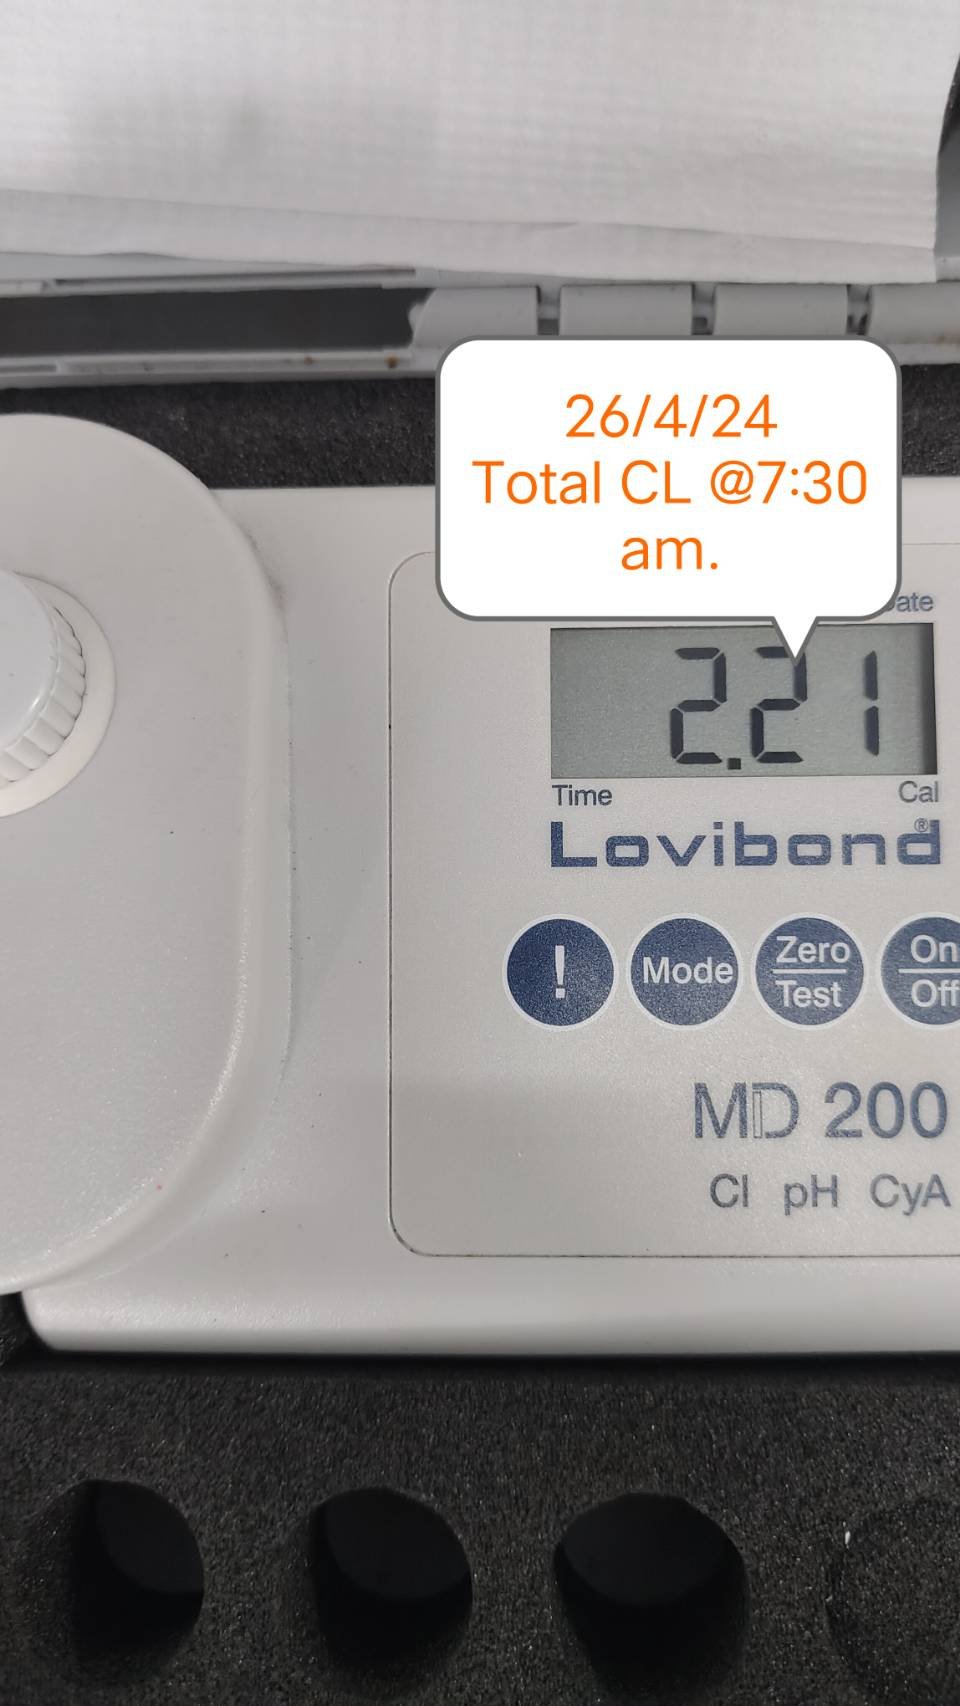 26/4/24
Total CL @7:30
am.
ate
2.21
Time Cal
Lovibond®
! Mode Zero Test On Off
MD 200
Cl pH CyA